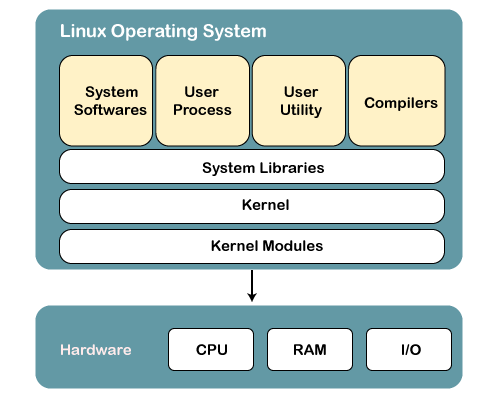 Linux Operating System
System
Softwares
User
Process
User
Utility
Compilers
System Libraries
Kernel
Kernel Modules
Hardware
CPU
RAM
I/O